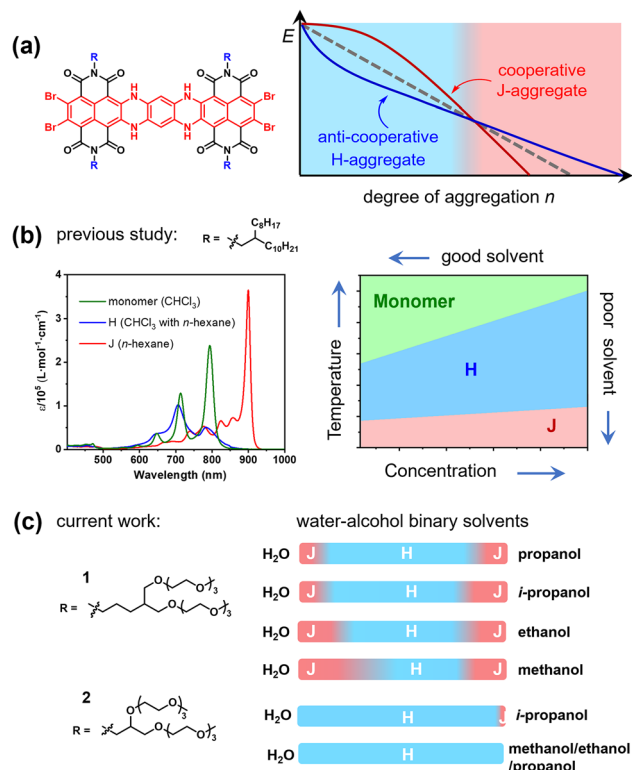 (a)
R
R
O
N
O
O
N
O
Br
H
N
H
N
Br
Br
N
H
N
H
Br
O
N
O
O
N
O
R
R
E
cooperative
J-aggregate
anti-cooperative
H-aggregate
degree of aggregation n
(b) previous study:
R =
C8H17
C10H21
good solvent
monomer (CHCl3)
H (CHCl3 with n-hexane)
J (n-hexane)
ε/10⁵ (L·mol⁻¹·cm⁻¹)
4
3
2
1
0
500 600 700 800 900 1000
Wavelength (nm)
Monomer
H
J
Temperature
poor solvent
Concentration
(c) current work:
water-alcohol binary solvents
1
R =
O ( O )3
O ( O )3
H2O J H J propanol
H2O J H J i-propanol
H2O J H J ethanol
H2O J H J methanol
2
R =
O ( O )3
O ( O )3
H2O H J i-propanol
H2O H methanol/ethanol
/propanol